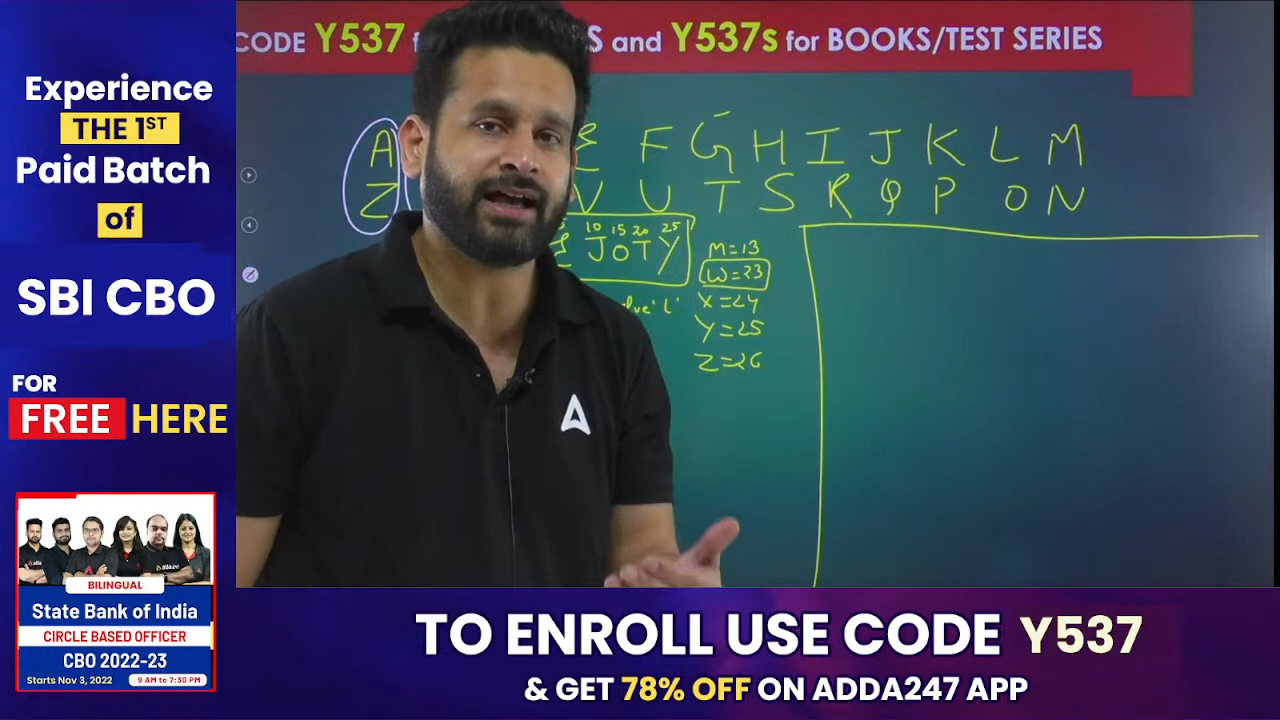 CODE Y537 S and Y537s for BOOKS/TEST SERIES
Experience
THE 1ST
Paid Batch
of
SBI CBO
FOR
FREE HERE
A E F G H I J K L M
Z V U T S R Q P O N
10 15 20 25
E J O T Y
M=13
W=23
X=24
Y=25
Z=26
BILINGUAL
State Bank of India
CIRCLE BASED OFFICER
CBO 2022-23
Starts Nov 3, 2022 9 AM to 7:30 PM
TO ENROLL USE CODE Y537
& GET 78% OFF ON ADDA247 APP